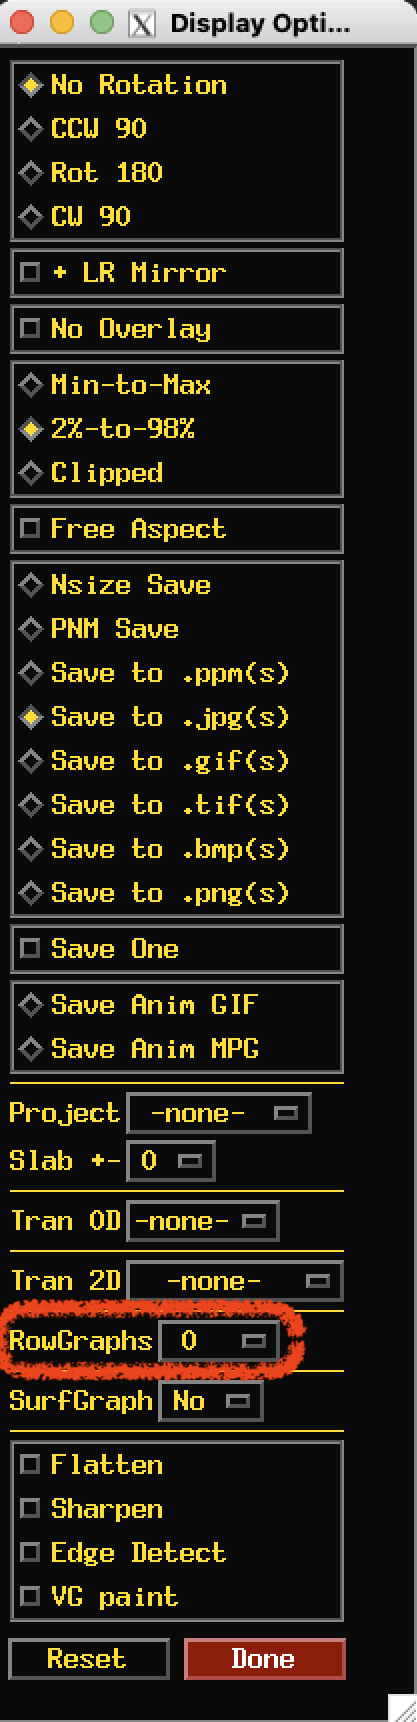 Display Opti...
No Rotation
CCW 90
Rot 180
CW 90
+ LR Mirror
No Overlay
Min-to-Max
2%-to-98%
Clipped
Free Aspect
Nsize Save
PNM Save
Save to .ppm(s)
Save to .jpg(s)
Save to .gif(s)
Save to .tif(s)
Save to .bmp(s)
Save to .png(s)
Save One
Save Anim GIF
Save Anim MPG
Project -none-
Slab +- 0
Tran 0D -none-
Tran 2D -none-
RowGraphs 0
SurfGraph No
Flatten
Sharpen
Edge Detect
VG paint
Reset Done